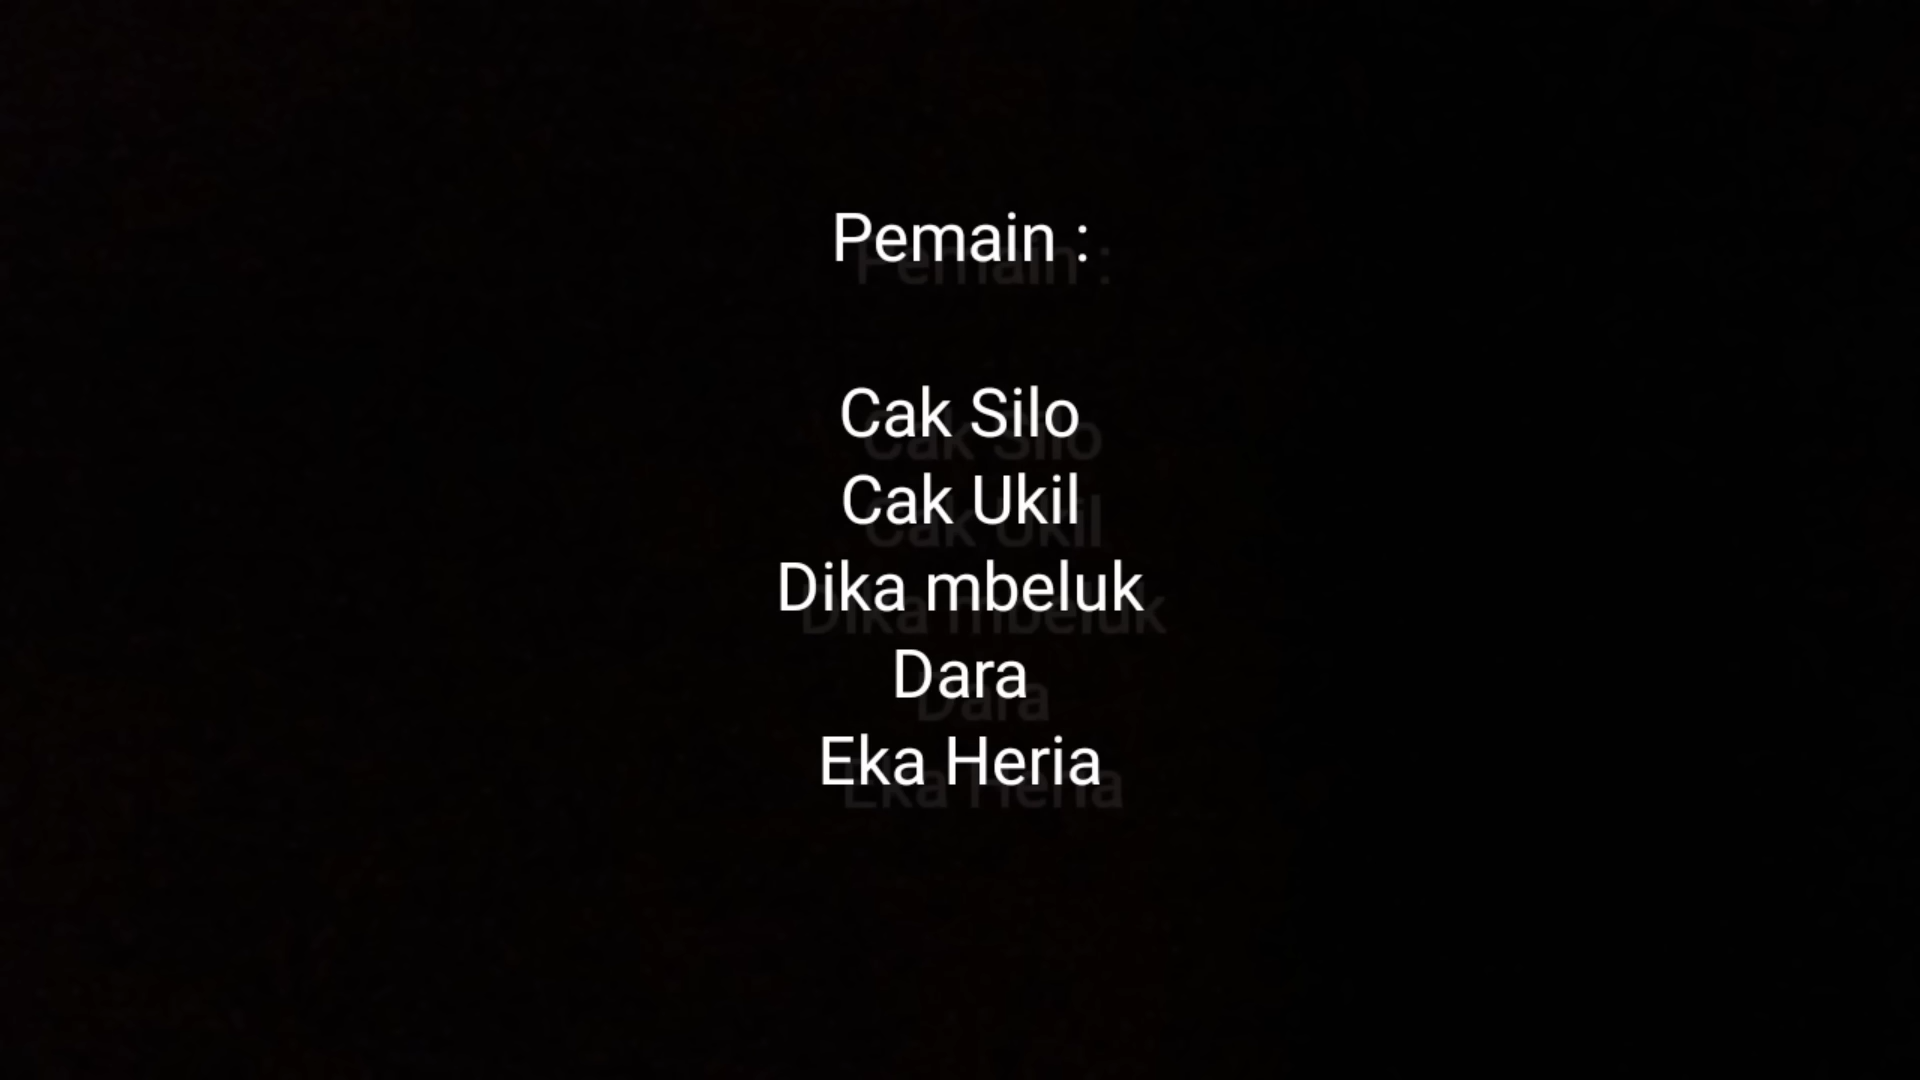 Pemain :
Cak Silo
Cak Ukil
Dika mbeluk
Dara
Eka Heria